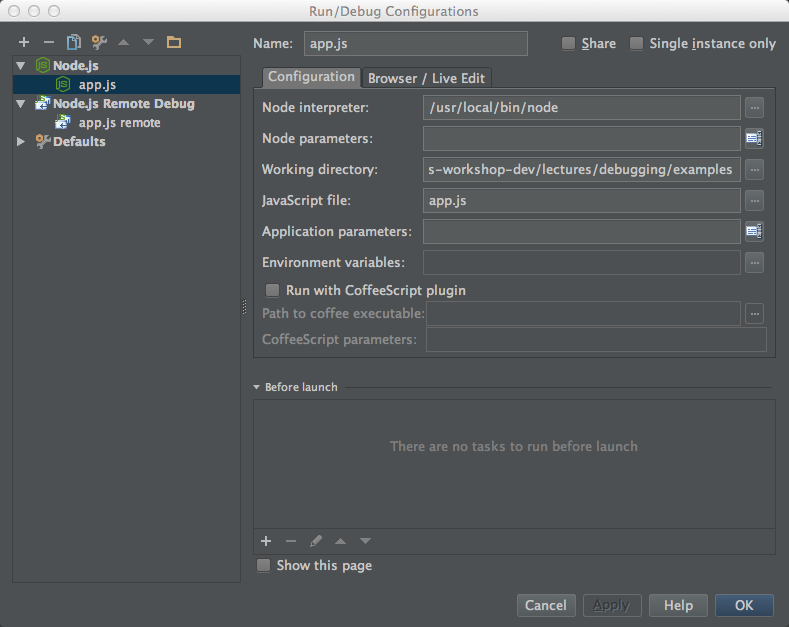 Run/Debug Configurations
Name: app.js Share Single instance only
Node.js
app.js
Node.js Remote Debug
app.js remote
Defaults
Configuration Browser / Live Edit
Node interpreter: /usr/local/bin/node ...
Node parameters:
Working directory: s-workshop-dev/lectures/debugging/examples ...
JavaScript file: app.js ...
Application parameters:
Environment variables: ...
Run with CoffeeScript plugin
Path to coffee executable: ...
CoffeeScript parameters:
Before launch
There are no tasks to run before launch
Show this page
Cancel Apply Help OK